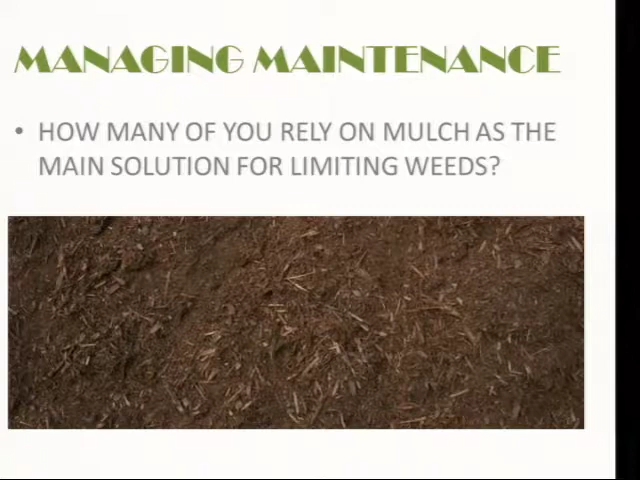 MANAGING MAINTENANCE
• HOW MANY OF YOU RELY ON MULCH AS THE
MAIN SOLUTION FOR LIMITING WEEDS?